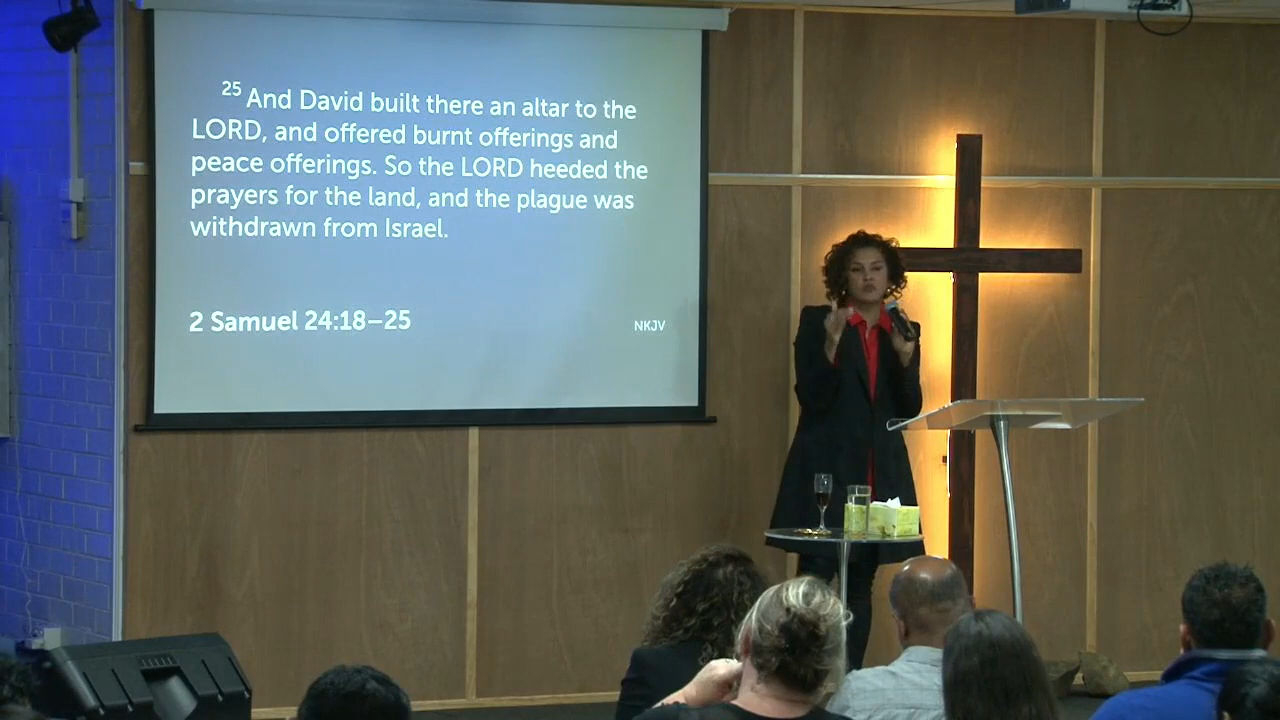 25 And David built there an altar to the
LORD, and offered burnt offerings and
peace offerings. So the LORD heeded the
prayers for the land, and the plague was
withdrawn from Israel.
2 Samuel 24:18–25
NKJV